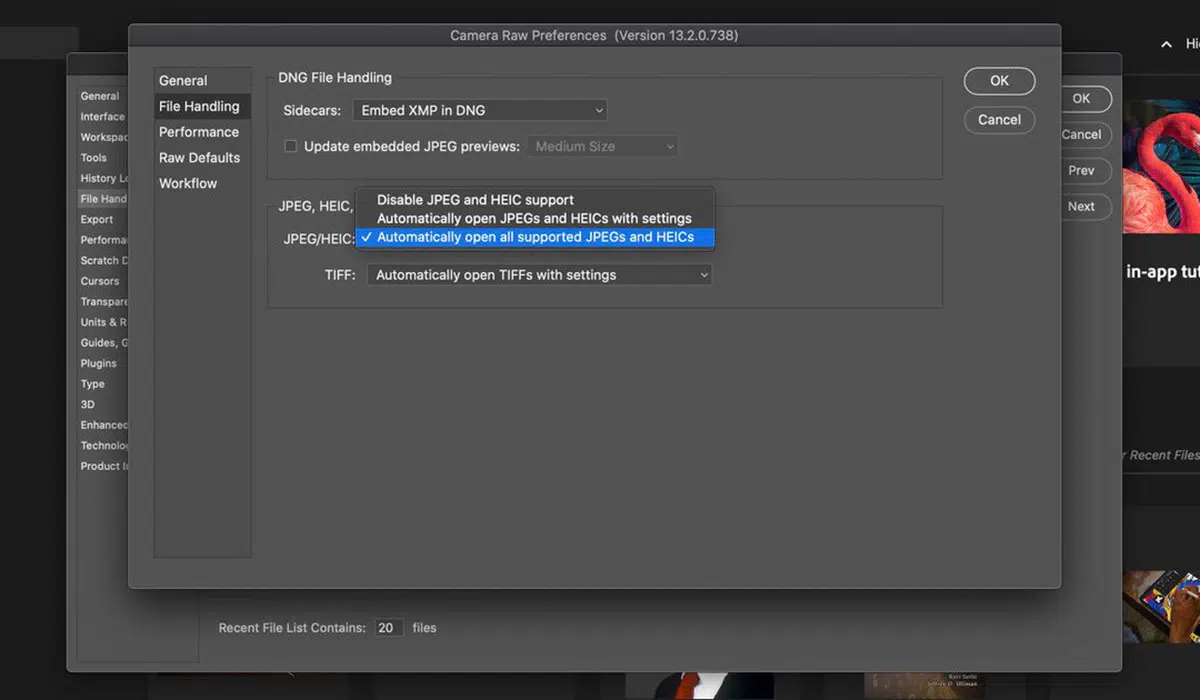 Camera Raw Preferences (Version 13.2.0.738)
General
File Handling
Performance
Raw Defaults
Workflow
DNG File Handling
Sidecars: Embed XMP in DNG
Update embedded JPEG previews: Medium Size
JPEG, HEIC,
Disable JPEG and HEIC support
Automatically open JPEGs and HEICs with settings
JPEG/HEIC: ✓ Automatically open all supported JPEGs and HEICs
TIFF: Automatically open TIFFs with settings
OK
Cancel
General
Interface
Workspac
Tools
History Lo
File Hand
Export
Performa
Scratch D
Cursors
Transpare
Units & R
Guides, G
Plugins
Type
3D
Enhanced
Technolog
Product In
OK
Cancel
Prev
Next
Recent File List Contains: 20 files
Hi
in-app tut
r Recent Files